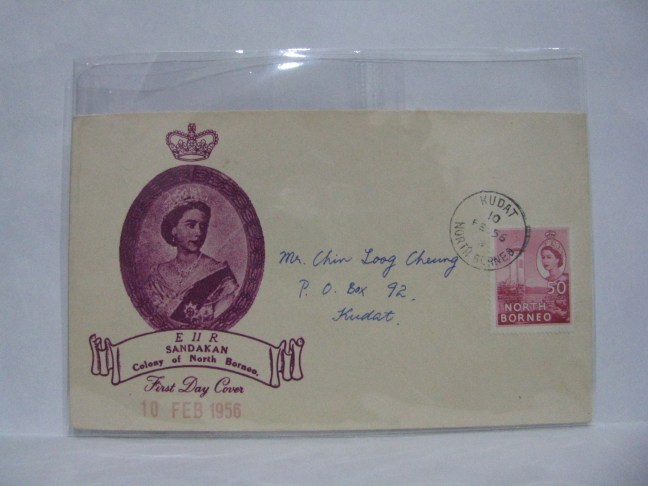 E II R
SANDAKAN
Colony of North Borneo.
First Day Cover
10 FEB 1956
Mr. Chin Loog Cheung
P. O. Box 92.
Kudat.
KUDAT
10
FE 56
NORTH BORNEO
50
NORTH
BORNEO